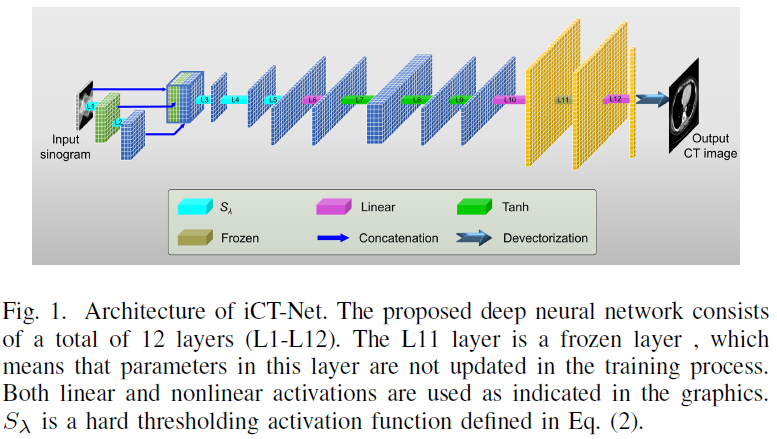 L1
L2
L3
L4
L5
L6
L7
L8
L9
L10
L11
L12
Input
sinogram
Output
CT image
Sλ
Linear
Tanh
Frozen
Concatenation
Devectorization
Fig. 1. Architecture of iCT-Net. The proposed deep neural network consists
of a total of 12 layers (L1-L12). The L11 layer is a frozen layer , which
means that parameters in this layer are not updated in the training process.
Both linear and nonlinear activations are used as indicated in the graphics.
Sλ is a hard thresholding activation function defined in Eq. (2).